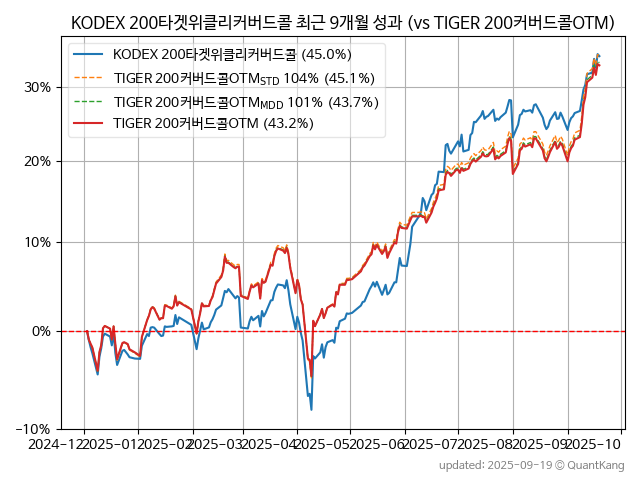 KODEX 200타겟위클리커버드콜 최근 9개월 성과 (vs TIGER 200커버드콜OTM)
KODEX 200타겟위클리커버드콜 (45.0%)
TIGER 200커버드콜OTM_STD 104% (45.1%)
TIGER 200커버드콜OTM_MDD 101% (43.7%)
TIGER 200커버드콜OTM (43.2%)
30%
20%
10%
0%
-10%
2024-12 2025-01 2025-02 2025-03 2025-04 2025-05 2025-06 2025-07 2025-08 2025-09 2025-10
updated: 2025-09-19 © QuantKang